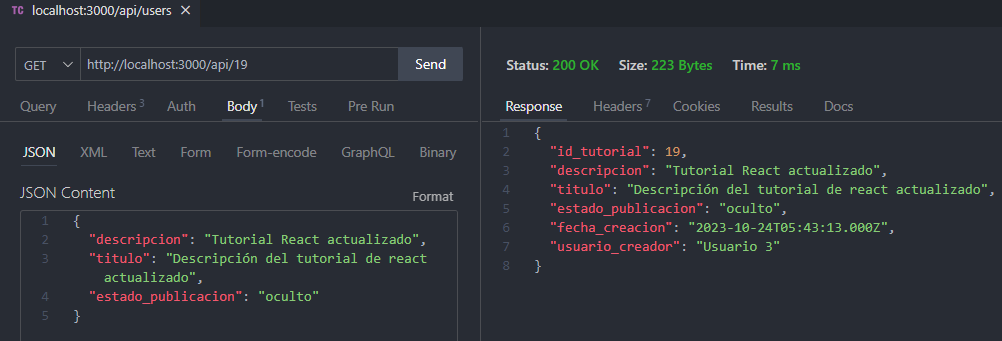 TC localhost:3000/api/users ×
GET http://localhost:3000/api/19 Send
Query Headers 3 Auth Body 1 Tests Pre Run
JSON XML Text Form Form-encode GraphQL Binary
JSON Content Format
1 {
2 "descripcion": "Tutorial React actualizado",
3 "titulo": "Descripción del tutorial de react
actualizado",
4 "estado_publicacion": "oculto"
5 }
Status: 200 OK Size: 223 Bytes Time: 7 ms
Response Headers 7 Cookies Results Docs
1 {
2 "id_tutorial": 19,
3 "descripcion": "Tutorial React actualizado",
4 "titulo": "Descripción del tutorial de react actualizado",
5 "estado_publicacion": "oculto",
6 "fecha_creacion": "2023-10-24T05:43:13.000Z",
7 "usuario_creador": "Usuario 3"
8 }